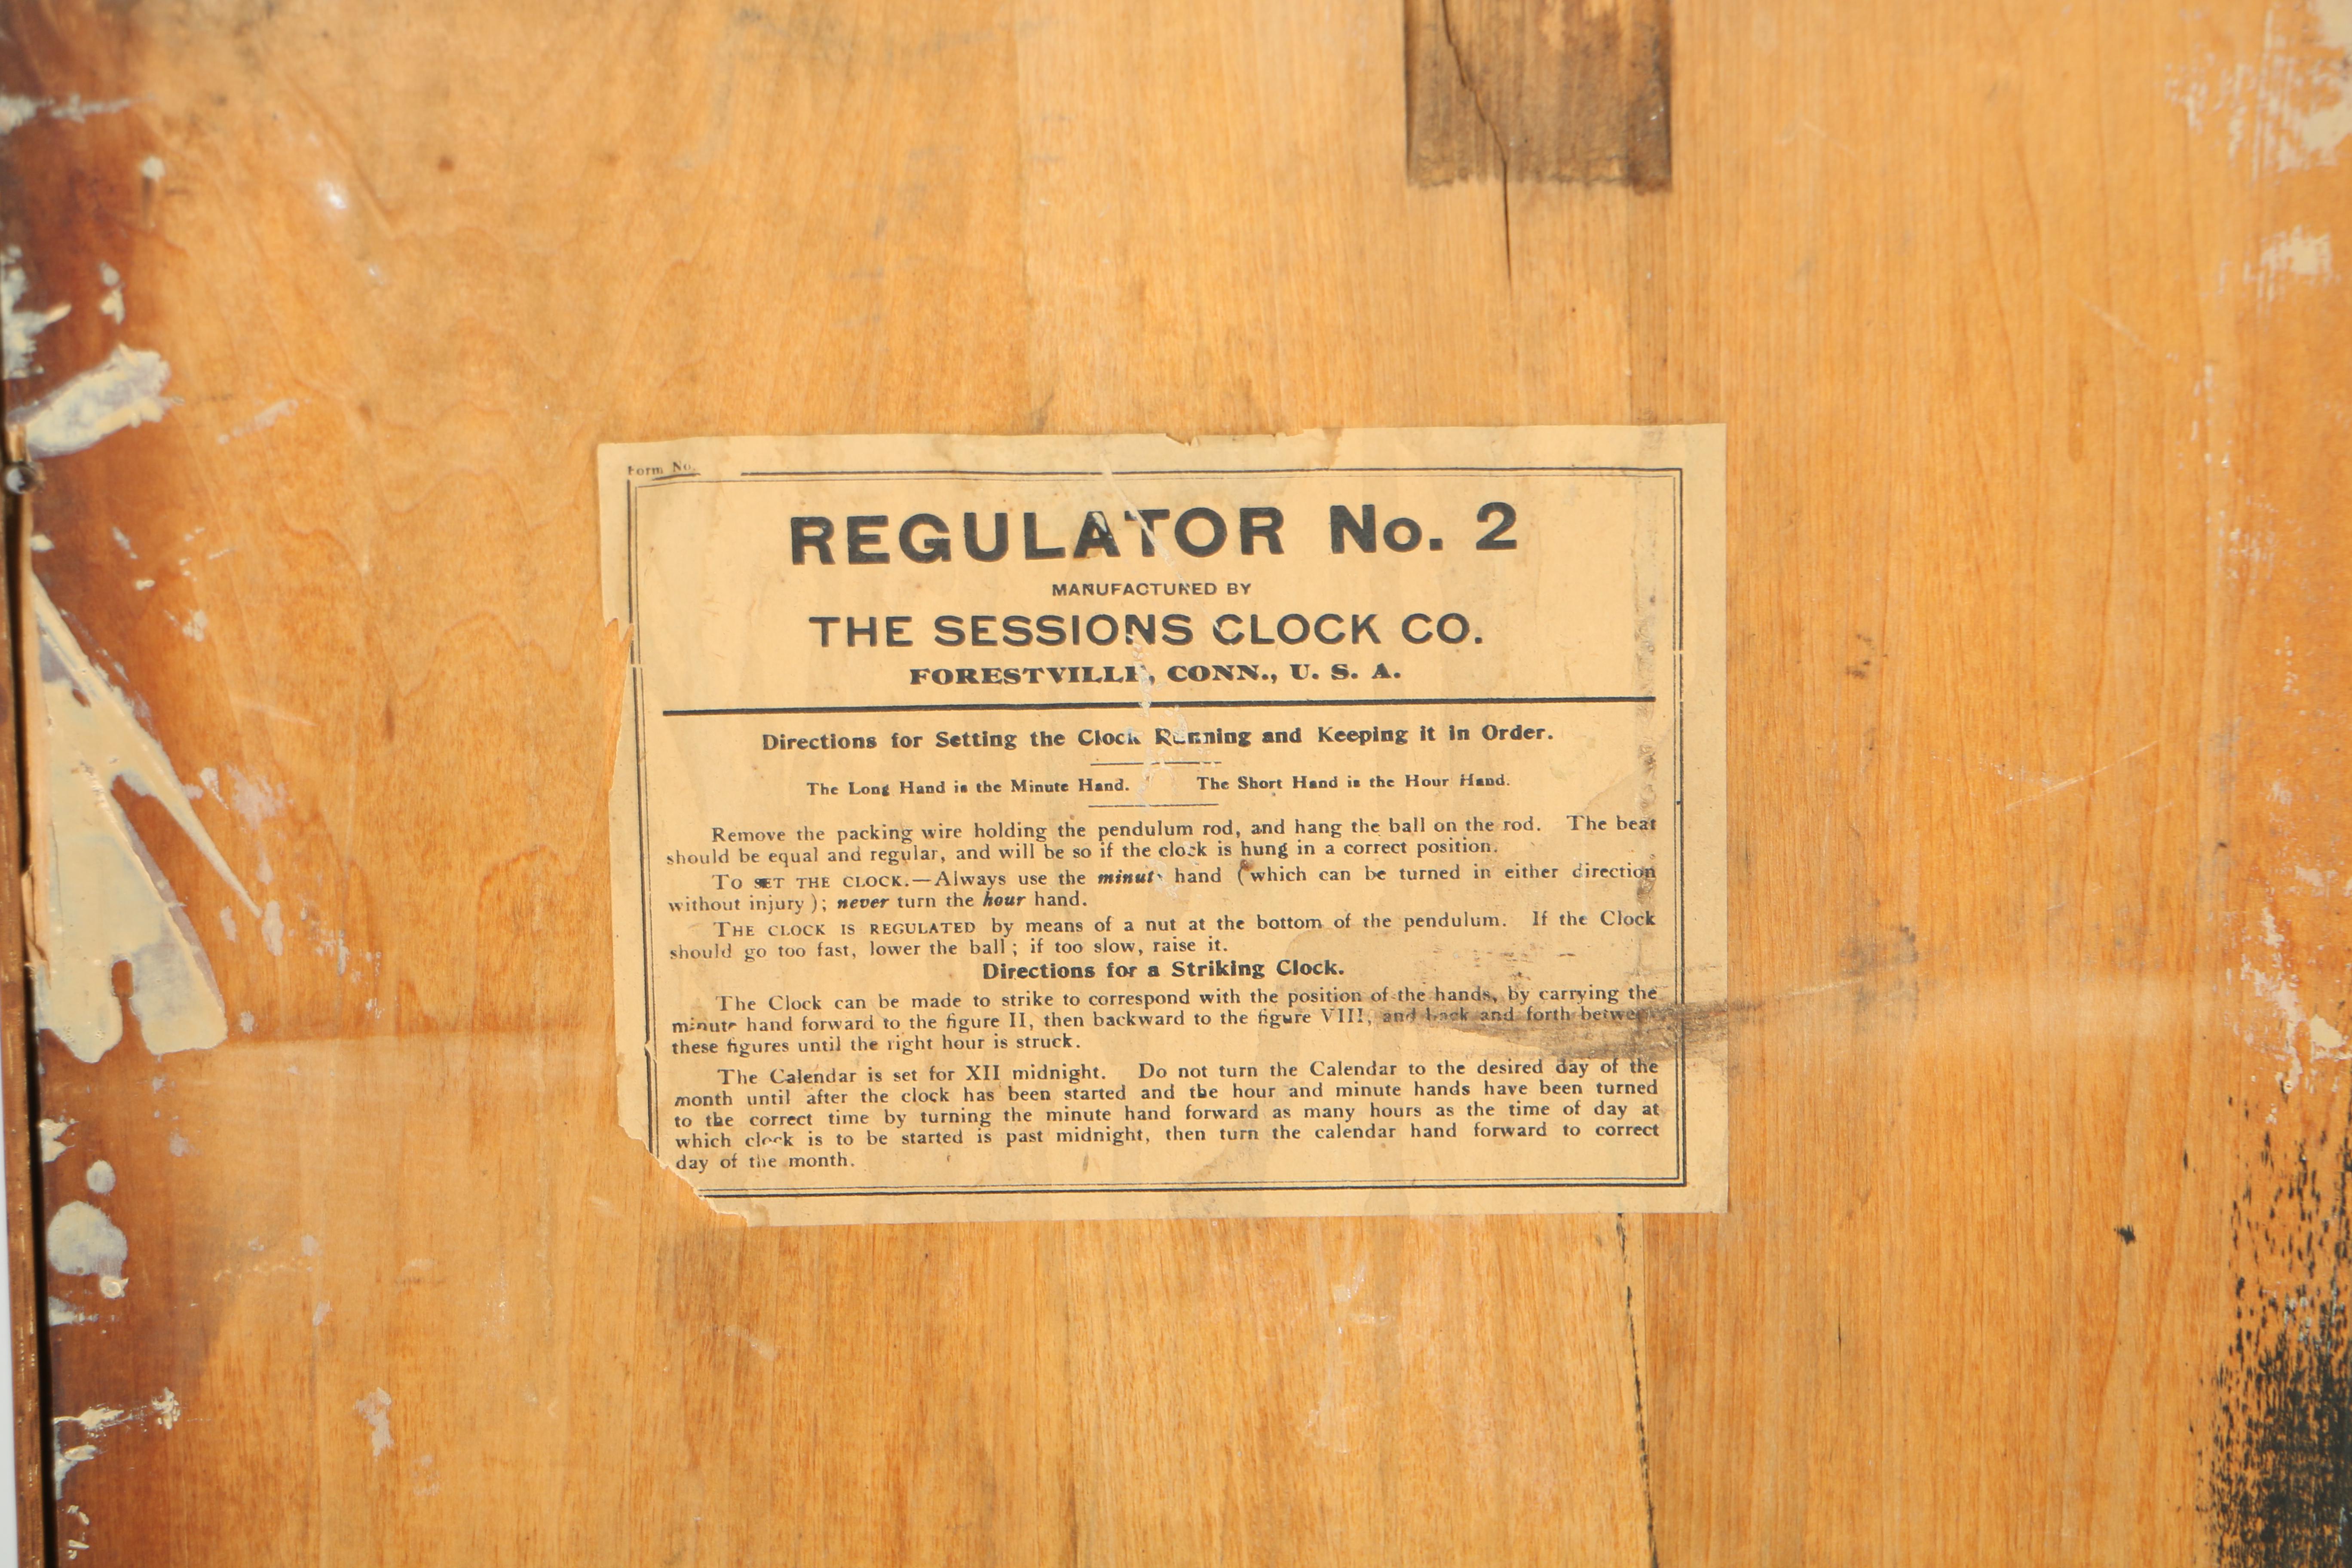 Form No.
REGULATOR No. 2
MANUFACTURED BY
THE SESSIONS CLOCK CO.
FORESTVILLE, CONN., U. S. A.
Directions for Setting the Clock Running and Keeping it in Order.
The Long Hand is the Minute Hand. The Short Hand is the Hour Hand.
Remove the packing wire holding the pendulum rod, and hang the ball on the rod. The beat
should be equal and regular, and will be so if the clock is hung in a correct position.
TO SET THE CLOCK.—Always use the minute hand (which can be turned in either direction
without injury); never turn the hour hand.
THE CLOCK IS REGULATED by means of a nut at the bottom of the pendulum. If the Clock
should go too fast, lower the ball; if too slow, raise it.
Directions for a Striking Clock.
The Clock can be made to strike to correspond with the position of the hands, by carrying the
minute hand forward to the figure II, then backward to the figure VIII, and back and forth between
these figures until the right hour is struck.
The Calendar is set for XII midnight. Do not turn the Calendar to the desired day of the
month until after the clock has been started and the hour and minute hands have been turned
to the correct time by turning the minute hand forward as many hours as the time of day at
which clock is to be started is past midnight, then turn the calendar hand forward to correct
day of the month.